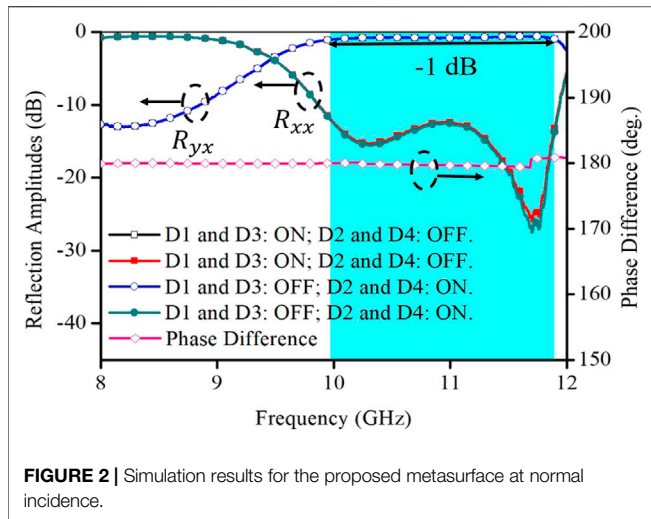 0
-10
-20
-30
-40
Reflection Amplitudes (dB)
200
190
180
170
160
150
Phase Difference (deg.)
-1 dB
R_yx
R_xx
D1 and D3: ON; D2 and D4: OFF.
D1 and D3: ON; D2 and D4: OFF.
D1 and D3: OFF; D2 and D4: ON.
D1 and D3: OFF; D2 and D4: ON.
Phase Difference
8 9 10 11 12
Frequency (GHz)
FIGURE 2 | Simulation results for the proposed metasurface at normal
incidence.